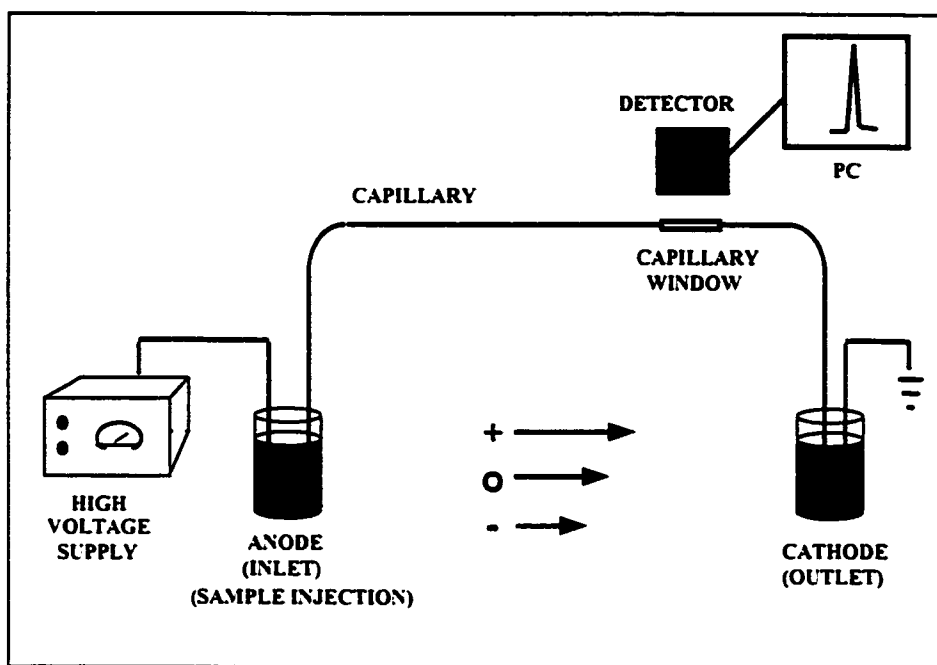 DETECTOR
PC
CAPILLARY
CAPILLARY
WINDOW
+
O
-
HIGH
VOLTAGE
SUPPLY
ANODE
(INLET)
(SAMPLE INJECTION)
CATHODE
(OUTLET)